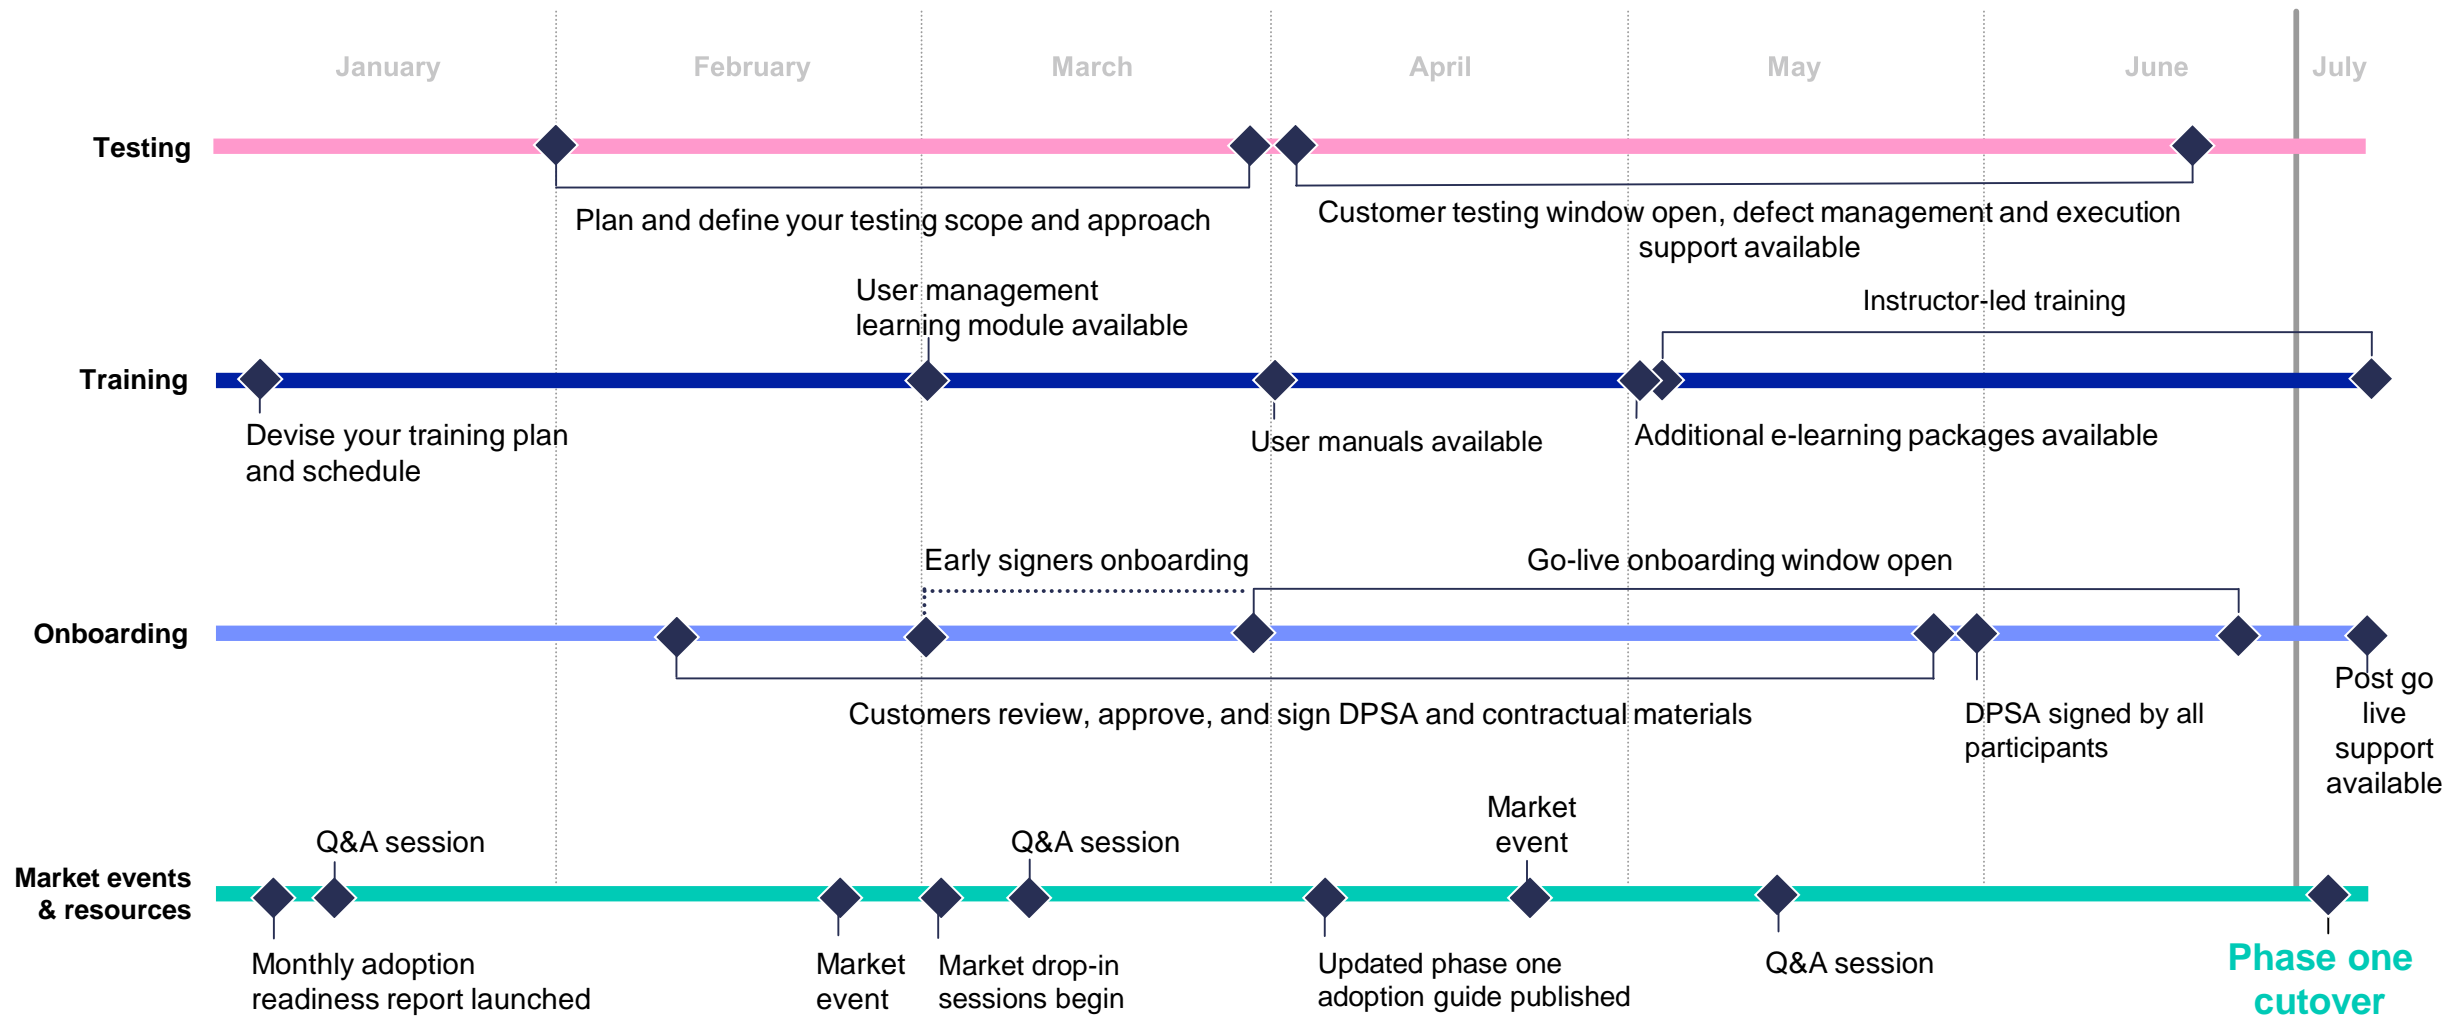 January
February
March
April
May
June
July
Testing
Plan and define your testing scope and approach
Customer testing window open, defect management and execution
support available
User management
learning module available
Instructor-led training
Training
Devise your training plan
and schedule
User manuals available
Additional e-learning packages available
Early signers onboarding
Go-live onboarding window open
Onboarding
Customers review, approve, and sign DPSA and contractual materials
DPSA signed by all
participants
Post go
live
support
available
Q&A session
Q&A session
Market
event
Market events
& resources
Monthly adoption
readiness report launched
Market
event
Market drop-in
sessions begin
Updated phase one
adoption guide published
Q&A session
Phase one
cutover